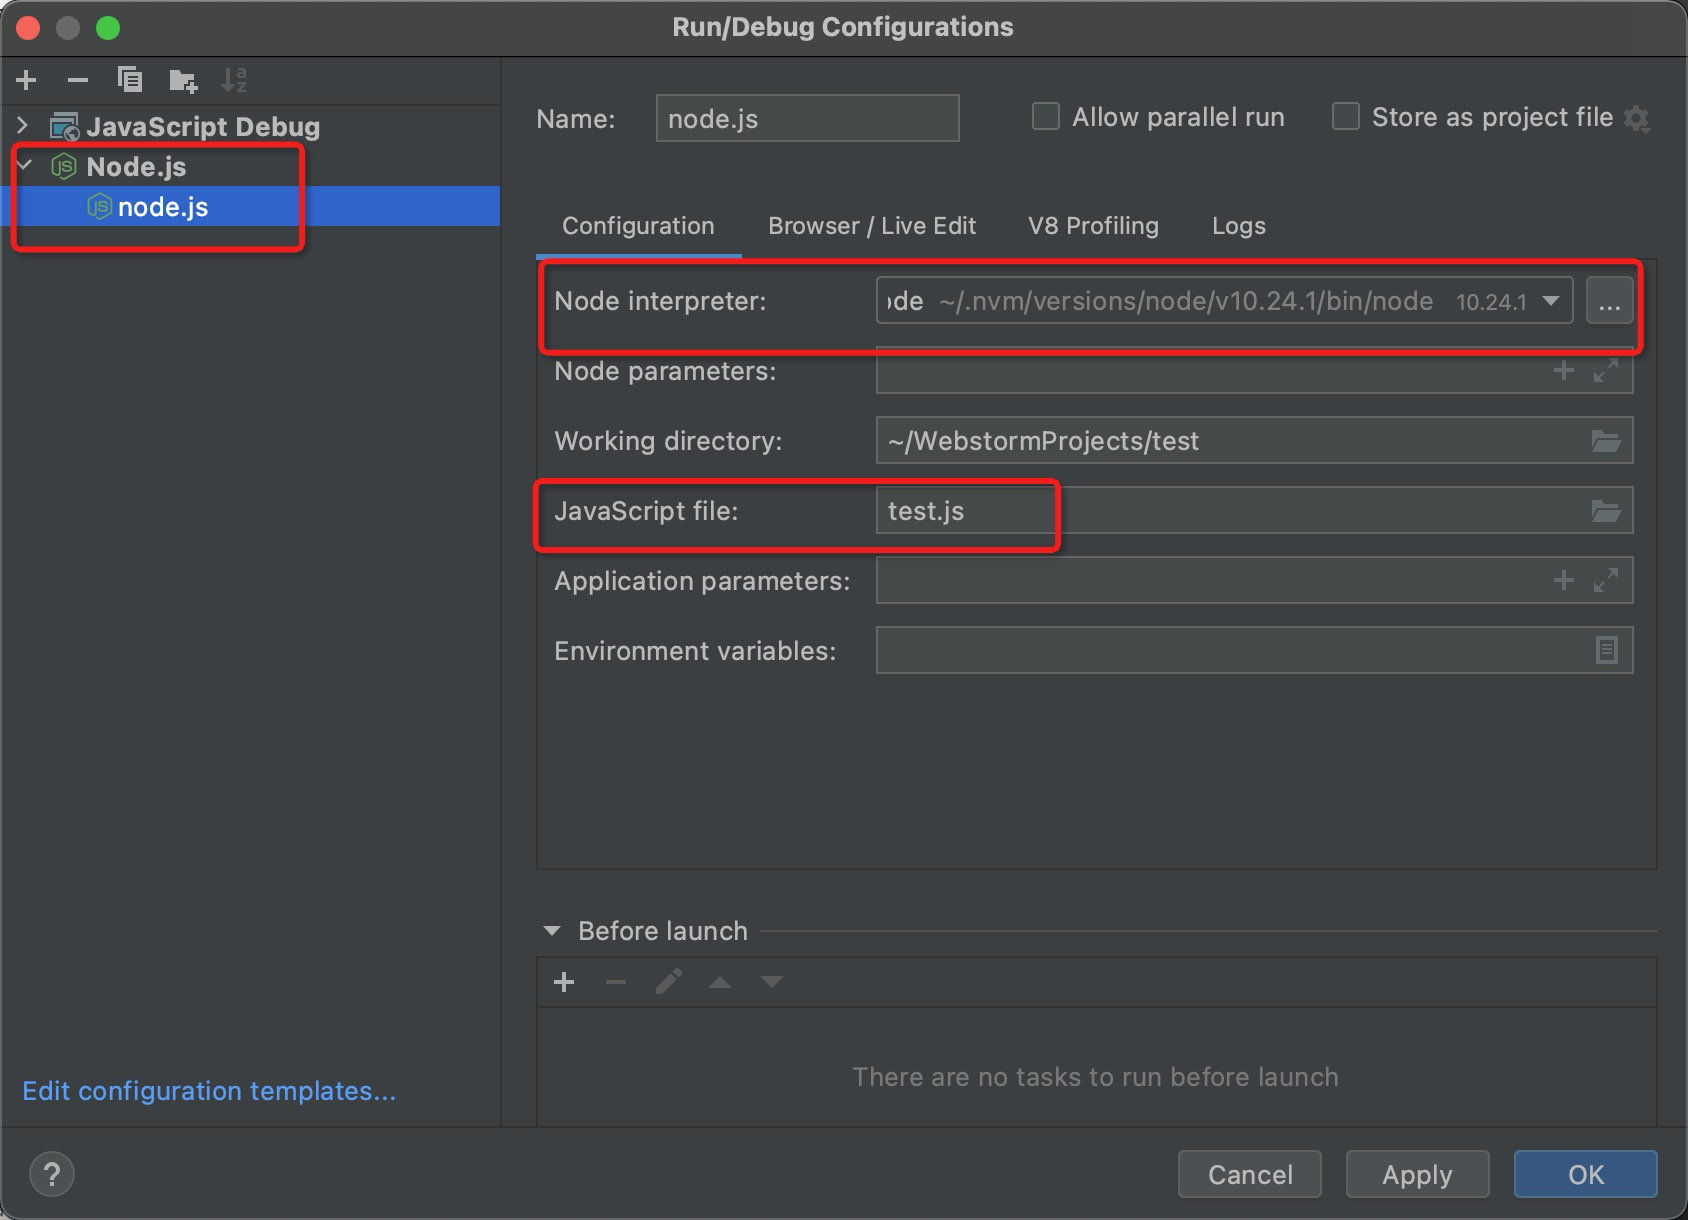 Run/Debug Configurations
JavaScript Debug
Node.js
node.js
Edit configuration templates...
Name: node.js
Allow parallel run
Store as project file
Configuration Browser / Live Edit V8 Profiling Logs
Node interpreter: ~/.nvm/versions/node/v10.24.1/bin/node 10.24.1 ...
Node parameters:
Working directory: ~/WebstormProjects/test
JavaScript file: test.js
Application parameters:
Environment variables:
Before launch
There are no tasks to run before launch
? Cancel Apply OK